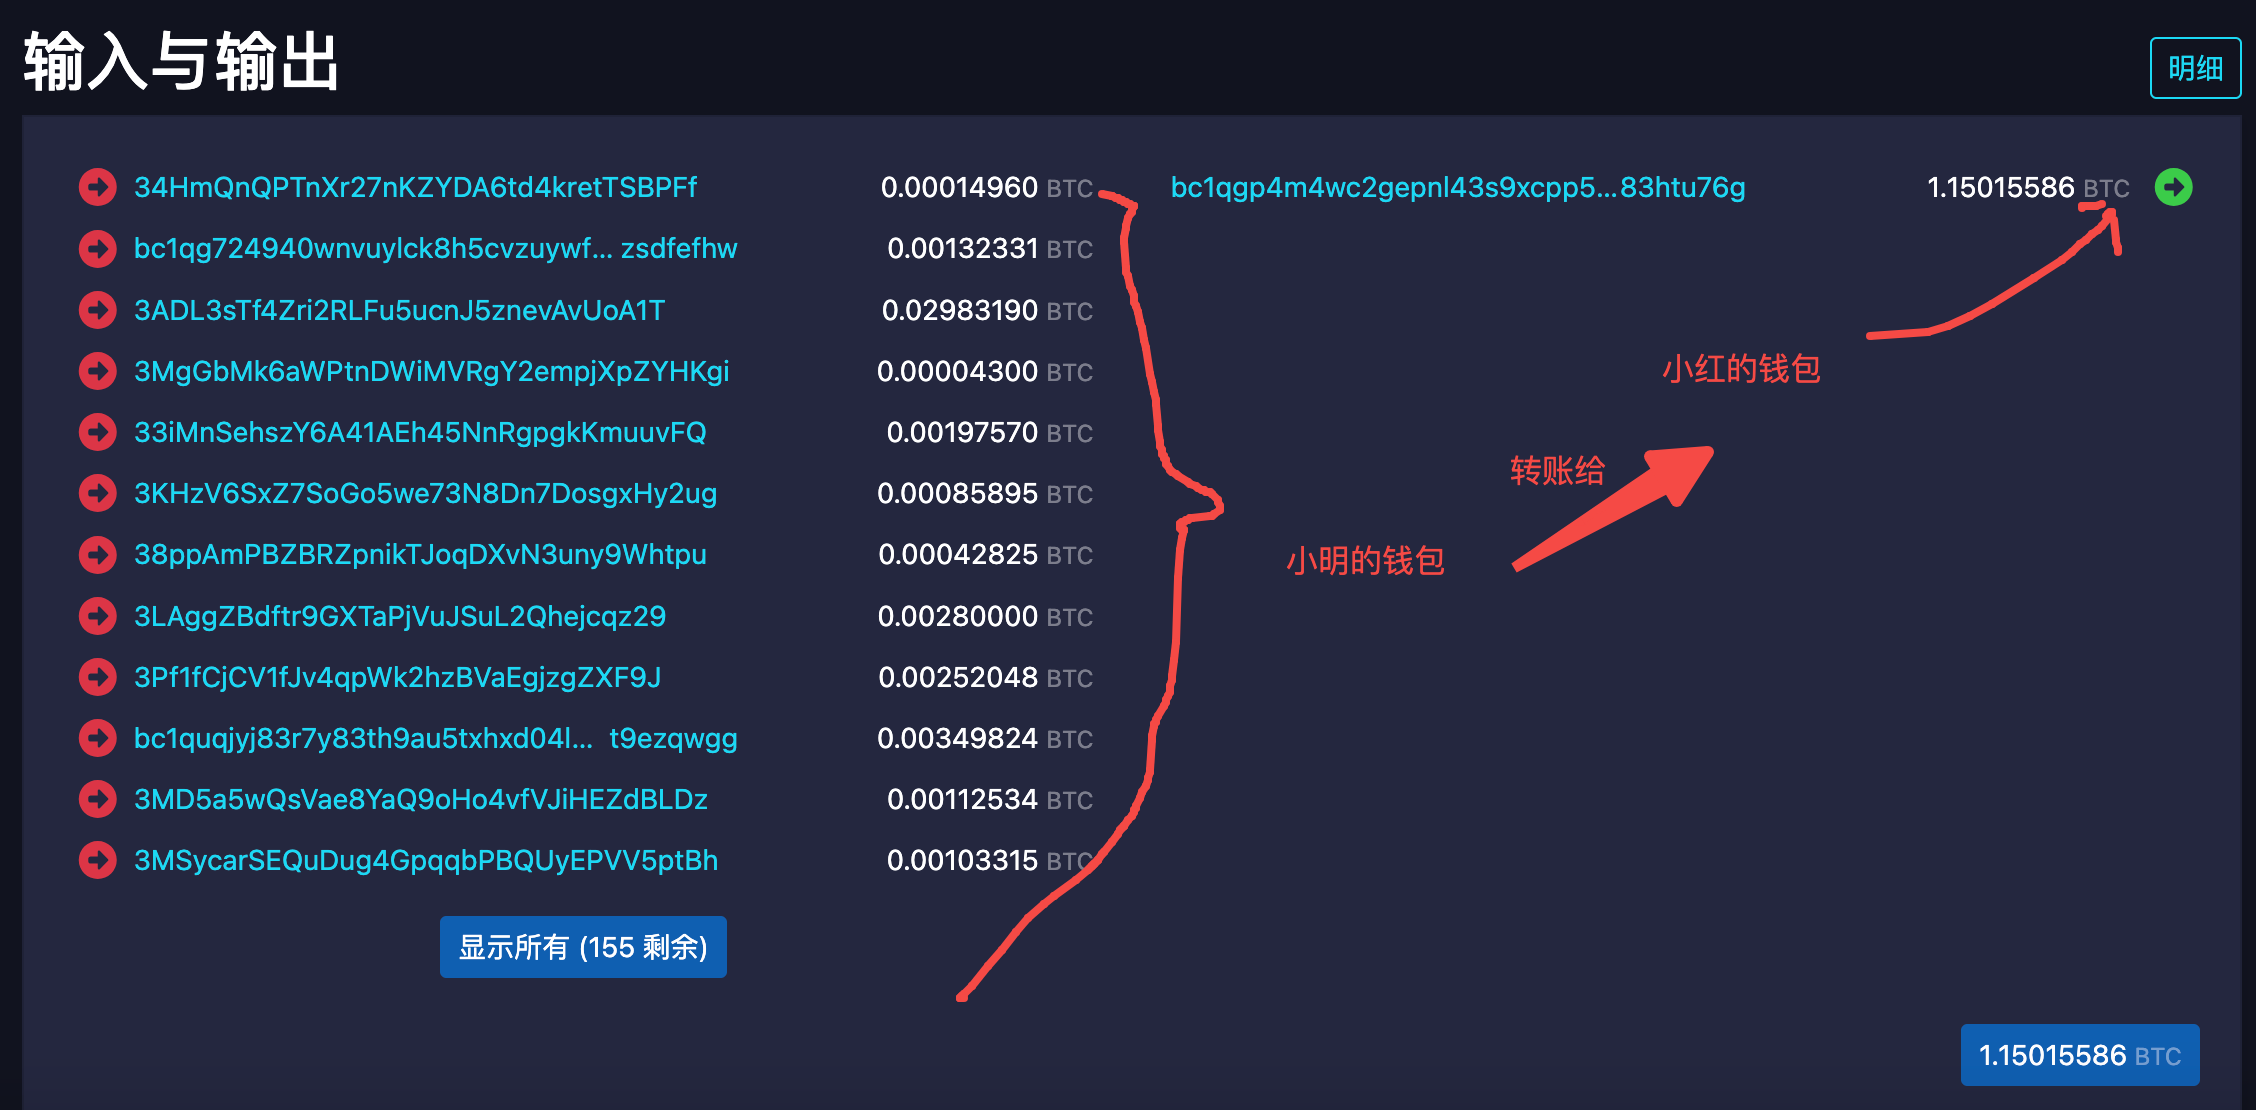 输入与输出
明细
34HmQnQPTnXr27nKZYDA6td4kretTSBPFf 0.00014960 BTC
bc1qgp4m4wc2gepnl43s9xcpp5...83htu76g 1.15015586 BTC
bc1qg724940wnvuylck8h5cvzuywf... zsdfefhw 0.00132331 BTC
3ADL3sTf4Zri2RLFu5ucnJ5znevAvUoA1T 0.02983190 BTC
3MgGbMk6aWPtnDWiMVRgY2empjXpZYHKgi 0.00004300 BTC
33iMnSehszY6A41AEh45NnRgpgkKmuuvFQ 0.00197570 BTC
3KHzV6SxZ7SoGo5we73N8Dn7DosgxHy2ug 0.00085895 BTC
38ppAmPBZBRZpnikTJoqDXvN3uny9Whtpu 0.00042825 BTC
3LAggZBdftr9GXTaPjVuJSuL2Qhejcqz29 0.00280000 BTC
3Pf1fCjCV1fJv4qpWk2hzBVaEgjzgZXF9J 0.00252048 BTC
bc1quqjyj83r7y83th9au5txhxd04l... t9ezqwgg 0.00349824 BTC
3MD5a5wQsVae8YaQ9oHo4vfVJiHEZdBLDz 0.00112534 BTC
3MSycarSEQuDug4GpqqbPBQUyEPVV5ptBh 0.00103315 BTC
显示所有 (155 剩余)
小红的钱包
转账给
小明的钱包
1.15015586 BTC